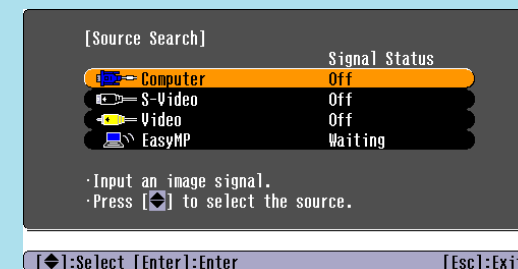 [Source Search]
Signal Status
Computer Off
S-Video Off
Video Off
EasyMP Waiting
·Input an image signal.
·Press [◆] to select the source.
[◆]:Select [Enter]:Enter [Esc]:Exit